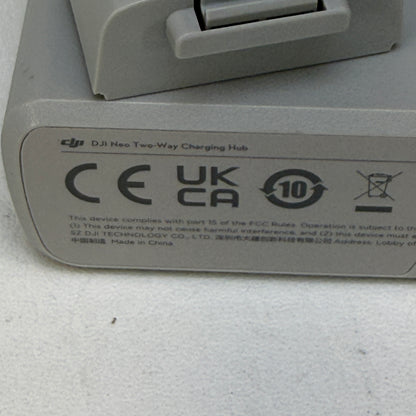 dji DJI Neo Two-Way Charging Hub
CE UK CA 10
This device complies with part 15 of the FCC Rules. Operation is subject to th
(1) This device may not cause harmful interference, and (2) this device must a
SZ DJI TECHNOLOGY CO., LTD. 深圳市大疆创新科技有限公司 Address: Lobby of
中国制造 Made in China